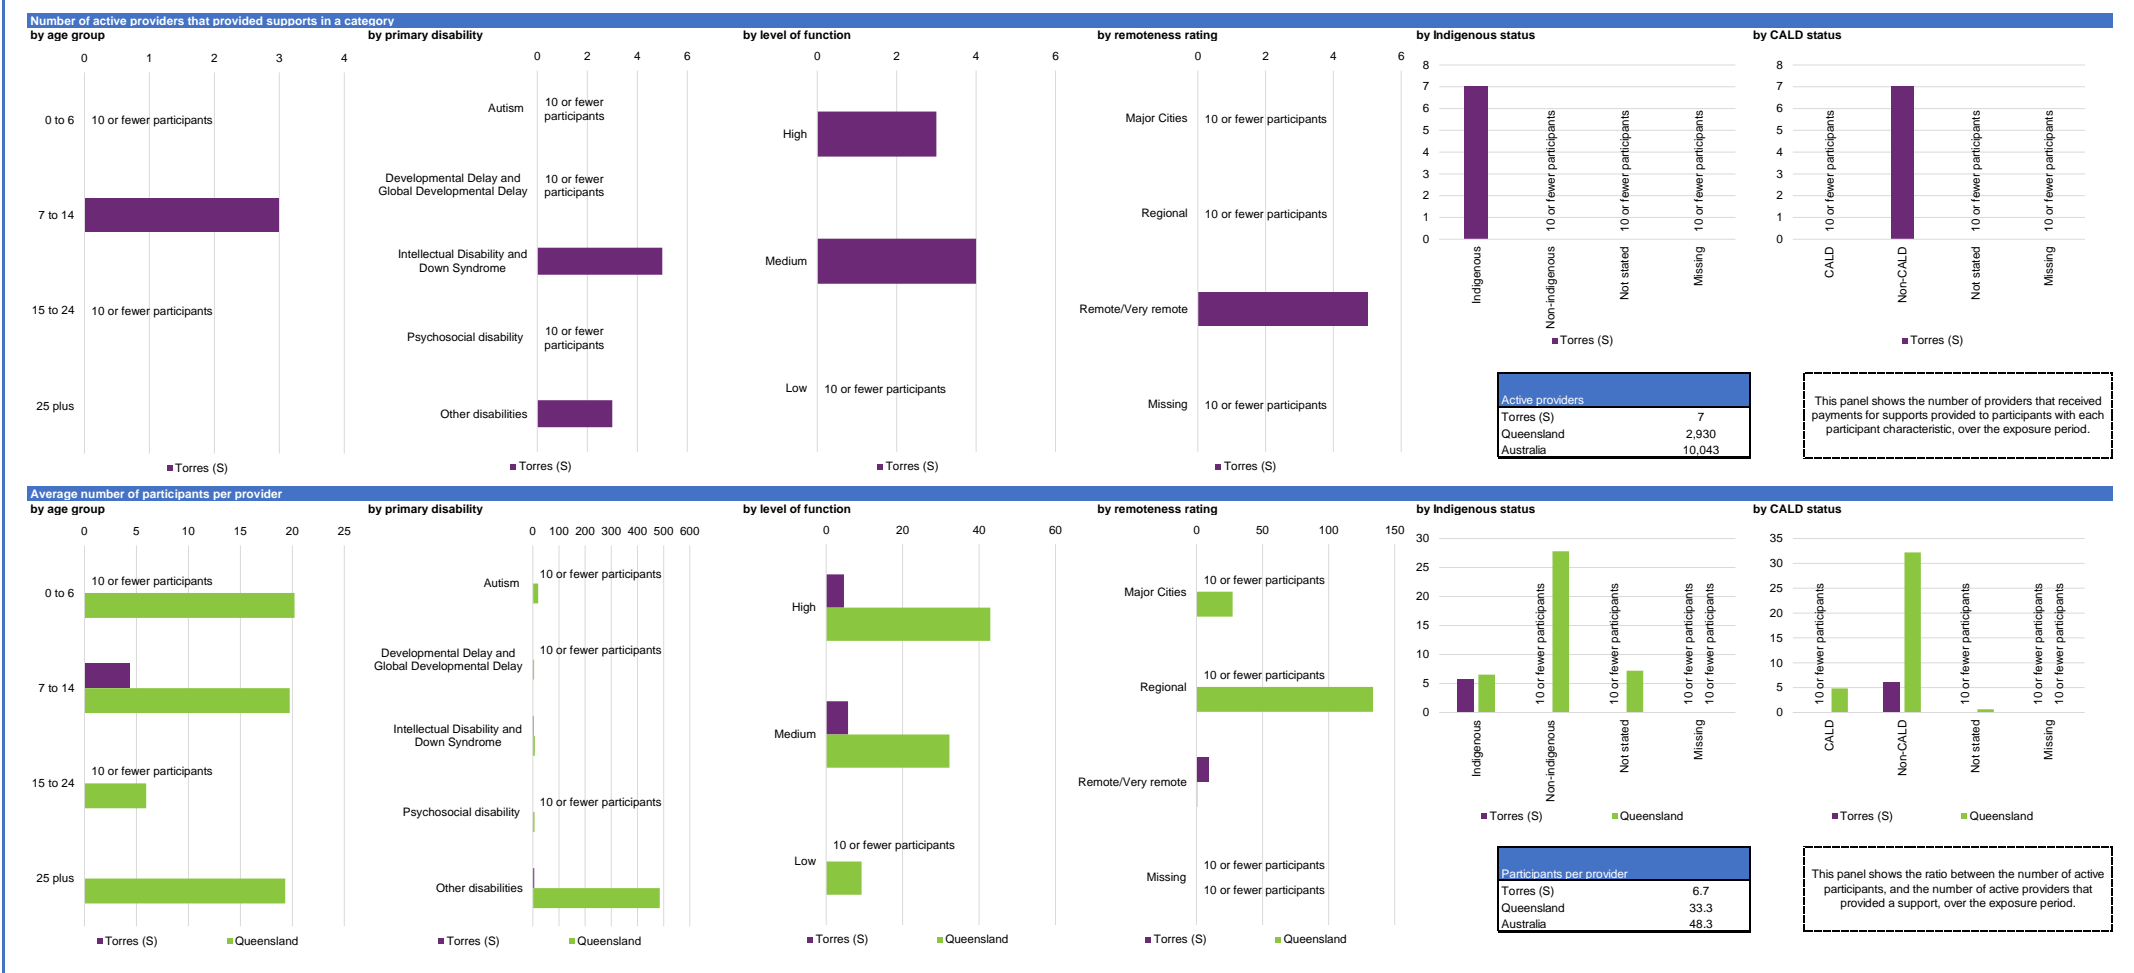 Number of active providers that provided supports in a category
by age group
0 1 2 3 4
0 to 6
10 or fewer participants
7 to 14
15 to 24
10 or fewer participants
25 plus
Torres (S)
by primary disability
0 2 4 6
Autism
10 or fewer
participants
Developmental Delay and
Global Developmental Delay
10 or fewer
participants
Intellectual Disability and
Down Syndrome
Psychosocial disability
10 or fewer
participants
Other disabilities
Torres (S)
by level of function
0 2 4 6
High
Medium
Low
10 or fewer participants
Torres (S)
by remoteness rating
0 2 4 6
Major Cities
10 or fewer participants
Regional
10 or fewer participants
Remote/Very remote
Missing
10 or fewer participants
Torres (S)
by Indigenous status
8
7
6
5
4
3
2
1
0
10 or fewer participants
10 or fewer participants
10 or fewer participants
Indigenous
Non-indigenous
Not stated
Missing
Torres (S)
by CALD status
8
7
6
5
4
3
2
1
0
10 or fewer participants
10 or fewer participants
10 or fewer participants
CALD
Non-CALD
Not stated
Missing
Torres (S)
Active providers
Torres (S) 7
Queensland 2,930
Australia 10,043
This panel shows the number of providers that received
payments for supports provided to participants with each
participant characteristic, over the exposure period.
Average number of participants per provider
by age group
0 5 10 15 20 25
0 to 6
10 or fewer participants
7 to 14
15 to 24
10 or fewer participants
25 plus
Torres (S) Queensland
by primary disability
0 100 200 300 400 500 600
Autism
10 or fewer participants
Developmental Delay and
Global Developmental Delay
10 or fewer participants
Intellectual Disability and
Down Syndrome
Psychosocial disability
10 or fewer participants
Other disabilities
Torres (S) Queensland
by level of function
0 20 40 60
High
Medium
Low
10 or fewer participants
Torres (S) Queensland
by remoteness rating
0 50 100 150
Major Cities
10 or fewer participants
Regional
10 or fewer participants
Remote/Very remote
Missing
10 or fewer participants
10 or fewer participants
Torres (S) Queensland
by Indigenous status
30
25
20
15
10
5
0
10 or fewer participants
10 or fewer participants
10 or fewer participants
10 or fewer participants
Indigenous
Non-indigenous
Not stated
Missing
Torres (S) Queensland
by CALD status
35
30
25
20
15
10
5
0
10 or fewer participants
10 or fewer participants
10 or fewer participants
10 or fewer participants
CALD
Non-CALD
Not stated
Missing
Torres (S) Queensland
Participants per provider
Torres (S) 6.7
Queensland 33.3
Australia 48.3
This panel shows the ratio between the number of active
participants, and the number of active providers that
provided a support, over the exposure period.